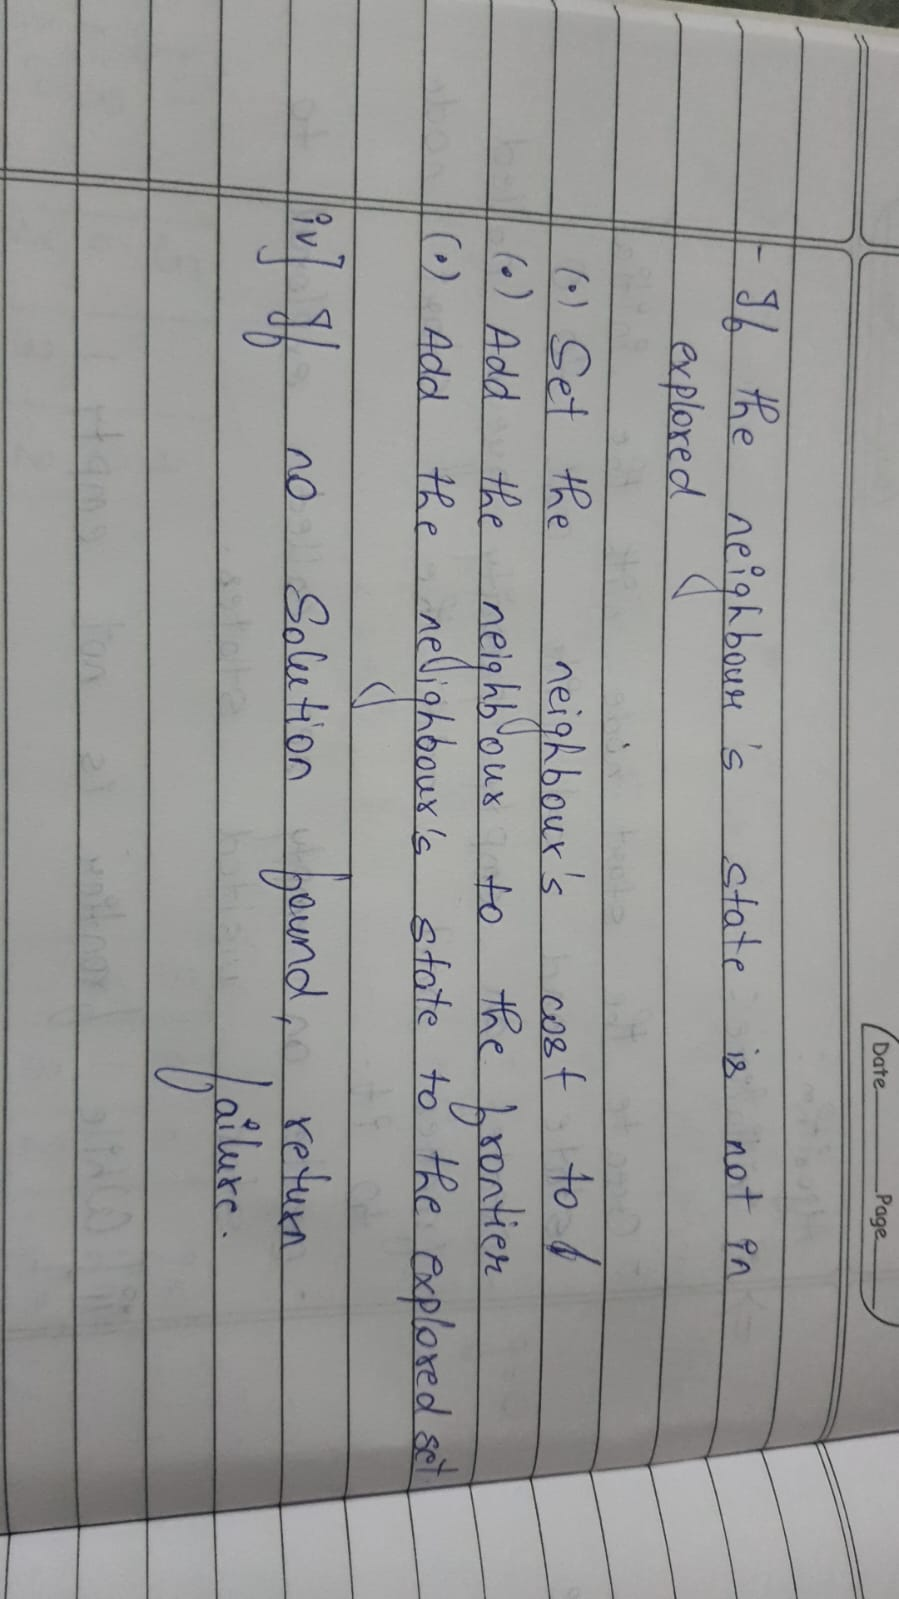 Date Page
- If the neighbour's state is not in
explored
(.) Set the neighbour's cost to f
(.) Add the neighbour to the frontier
(.) Add the neighbour's state to the explored set
iv] If no Solution found, return
failure.